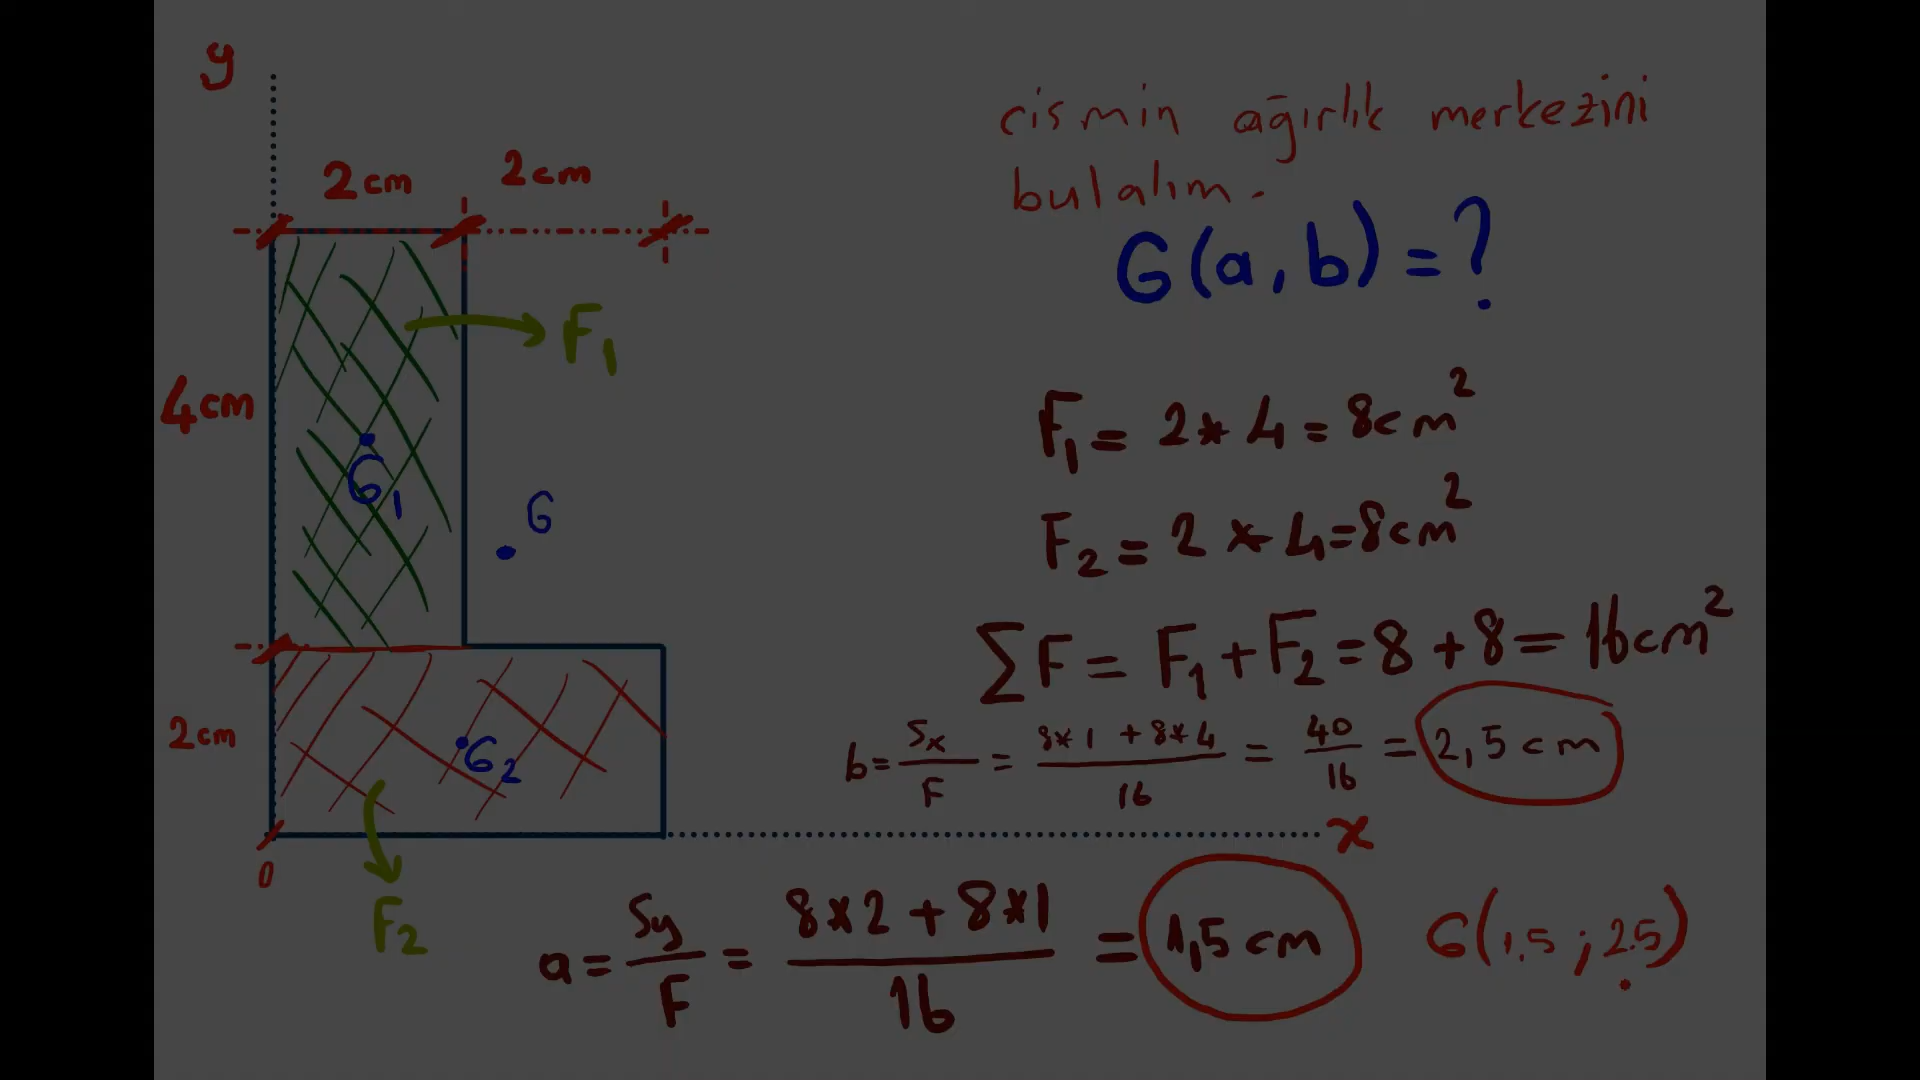 y
cismin ağırlık merkezini
bulalım.
2cm 2cm
G(a,b)=?
F1
4cm
F1 = 2*4=8cm²
G1
G
F2 = 2*4=8cm²
∑F = F1+F2=8+8=16cm²
2cm
G2
b= Sx/F = 8*1+8*4/16 = 40/16 = 2,5cm
x
0
F2
a= Sy/F = 8*2+8*1/16 = 1,5cm
G(1.5;2.5)